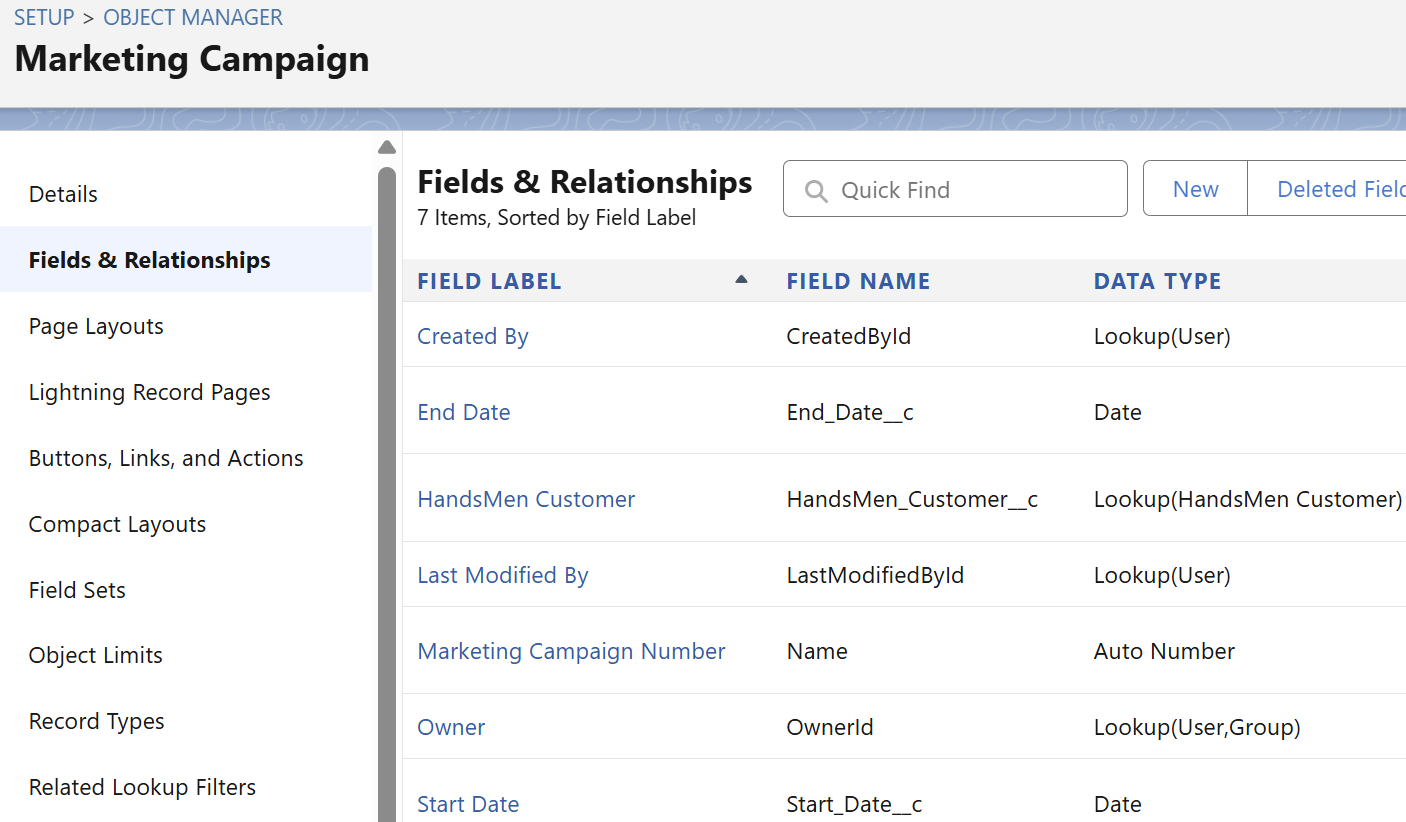 SETUP > OBJECT MANAGER
Marketing Campaign
Details
Fields & Relationships
Page Layouts
Lightning Record Pages
Buttons, Links, and Actions
Compact Layouts
Field Sets
Object Limits
Record Types
Related Lookup Filters
Fields & Relationships
7 Items, Sorted by Field Label
Quick Find
New
Deleted Field
FIELD LABEL FIELD NAME DATA TYPE
Created By CreatedById Lookup(User)
End Date End_Date__c Date
HandsMen Customer HandsMen_Customer__c Lookup(HandsMen Customer)
Last Modified By LastModifiedById Lookup(User)
Marketing Campaign Number Name Auto Number
Owner OwnerId Lookup(User,Group)
Start Date Start_Date__c Date